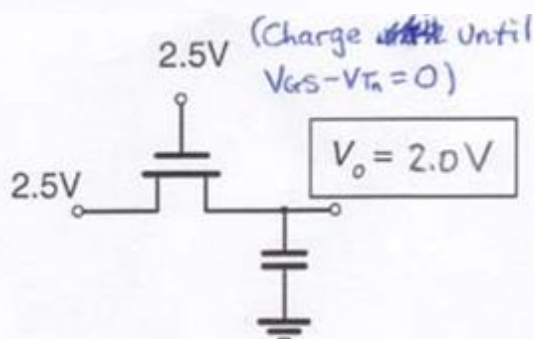 (Charge until
2.5V
VGS-VTn = 0)
Vo = 2.0V
2.5V